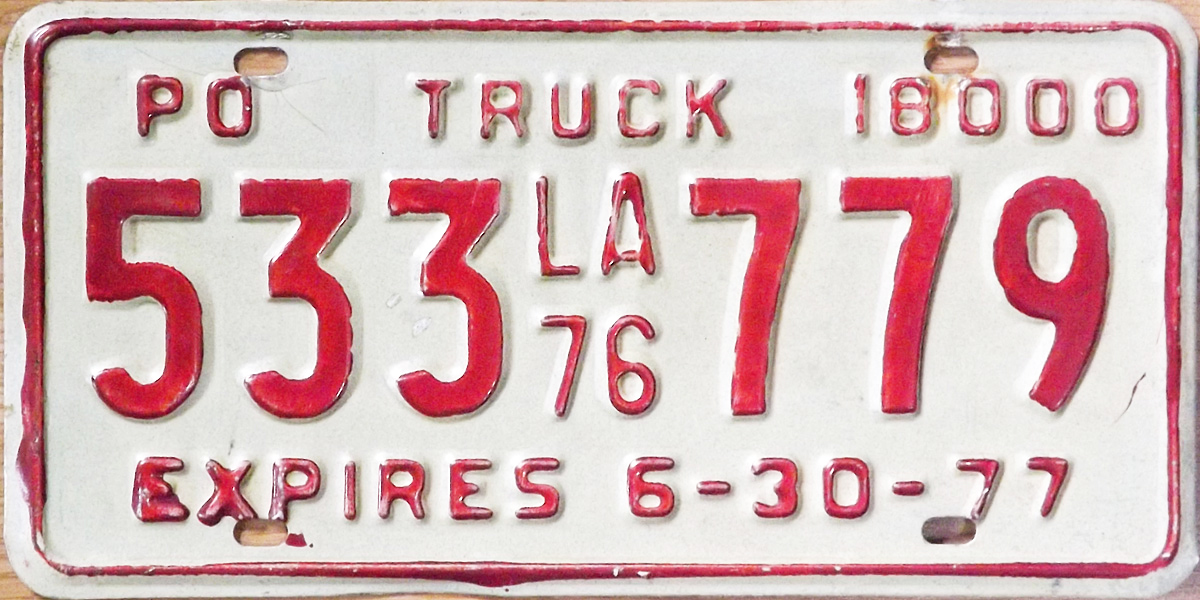 PO TRUCK 18000
533 LA 76 779
EXPIRES 6-30-77